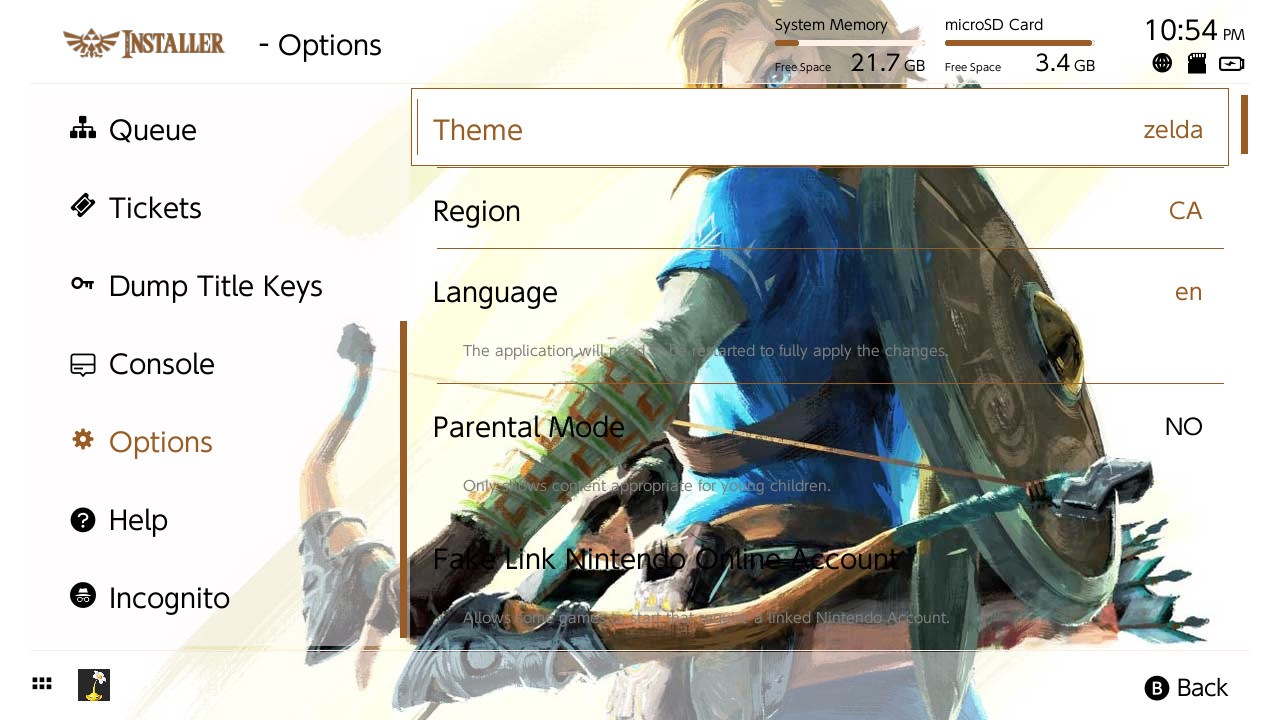 INSTALLER
- Options
System Memory
Free Space 21.7 GB
microSD Card
Free Space 3.4 GB
10:54 PM
Queue
Tickets
Dump Title Keys
Console
Options
Help
Incognito
Theme zelda
Region CA
Language en
The application will need to be restarted to fully apply the changes.
Parental Mode NO
Only shows content appropriate for young children.
Fake Link Nintendo Online Account
Allows some games to start that require a linked Nintendo Account.
B Back